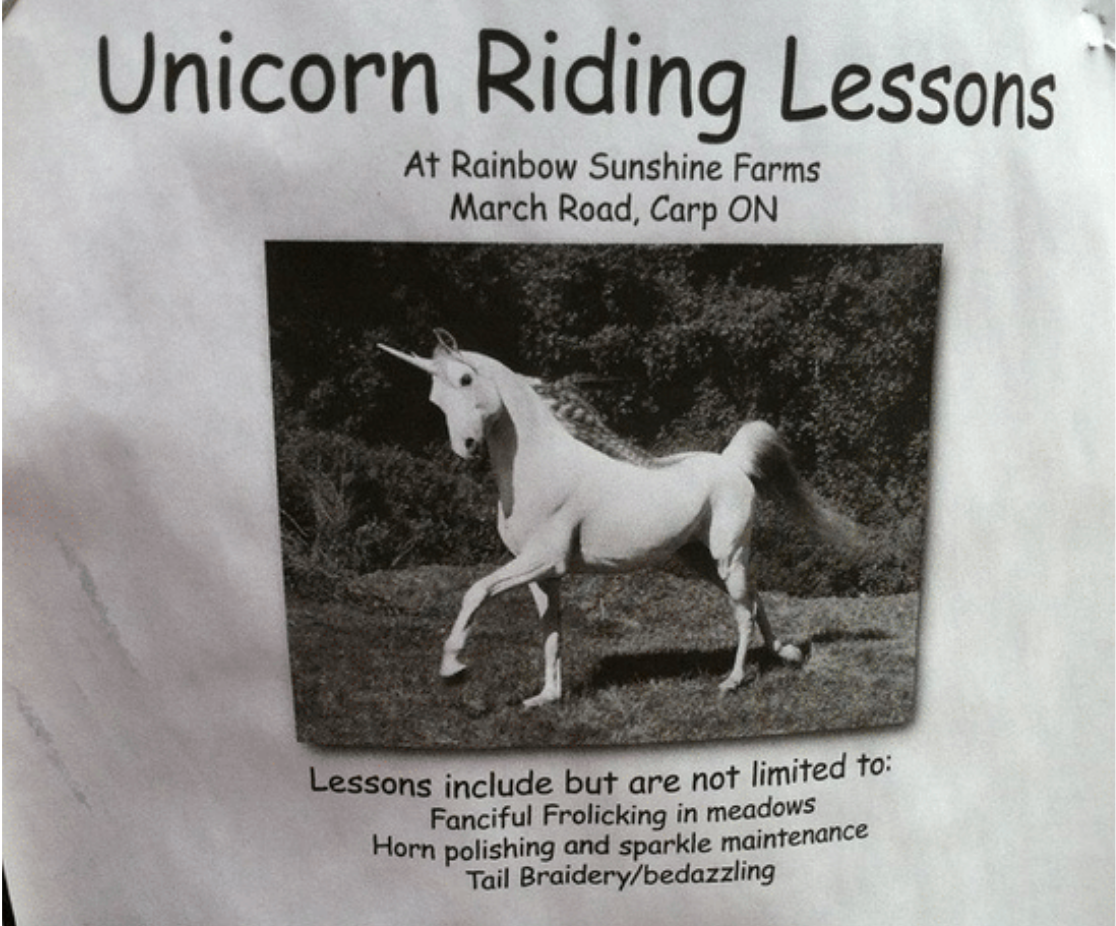 Unicorn Riding Lessons
At Rainbow Sunshine Farms
March Road, Carp ON
Lessons include but are not limited to:
Fanciful Frolicking in meadows
Horn polishing and sparkle maintenance
Tail Braidery/bedazzling